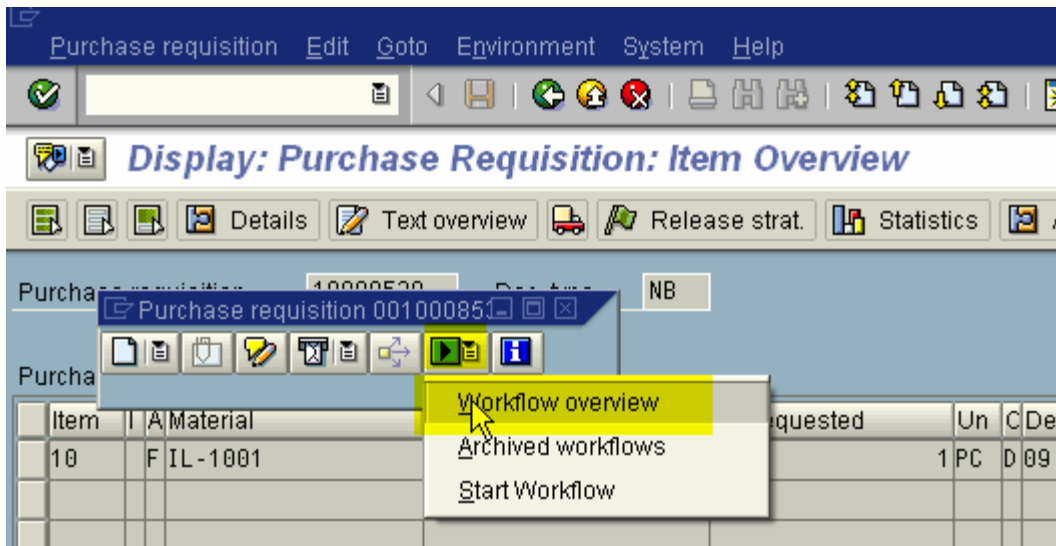 Purchase requisition Edit Goto Environment System Help
Display: Purchase Requisition: Item Overview
Details Text overview Release strat. Statistics
NB
Purchase requisition 00100085
Purcha
Workflow overview
Item A Material equested Un C De
10 F IL-1001 1 PC D 09
Archived workflows
Start Workflow